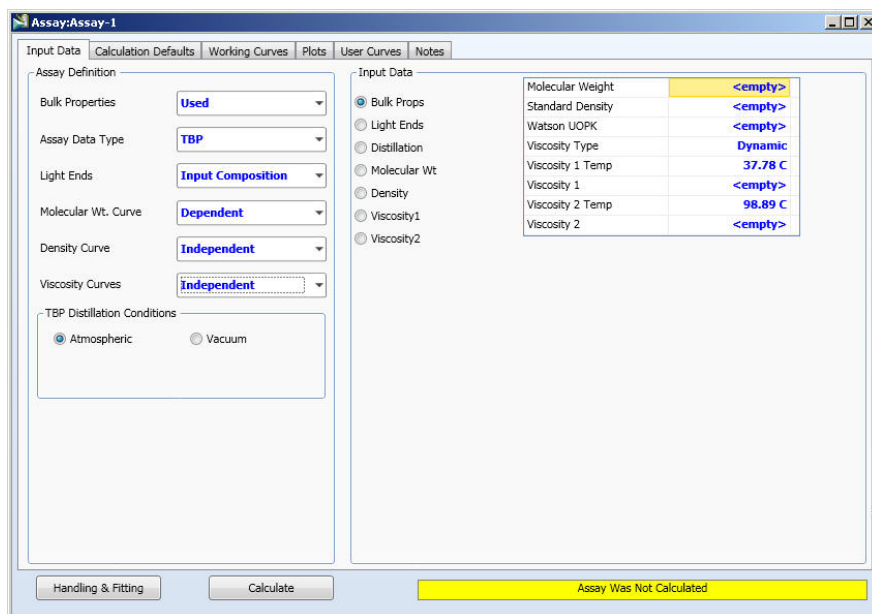 Assay:Assay-1
Input Data Calculation Defaults Working Curves Plots User Curves Notes
Assay Definition
Bulk Properties Used
Assay Data Type TBP
Light Ends Input Composition
Molecular Wt. Curve Dependent
Density Curve Independent
Viscosity Curves Independent
TBP Distillation Conditions
Atmospheric Vacuum
Input Data
Bulk Props
Light Ends
Distillation
Molecular Wt
Density
Viscosity1
Viscosity2
Molecular Weight <empty>
Standard Density <empty>
Watson UOPK <empty>
Viscosity Type Dynamic
Viscosity 1 Temp 37.78 C
Viscosity 1 <empty>
Viscosity 2 Temp 98.89 C
Viscosity 2 <empty>
Handling & Fitting Calculate Assay Was Not Calculated